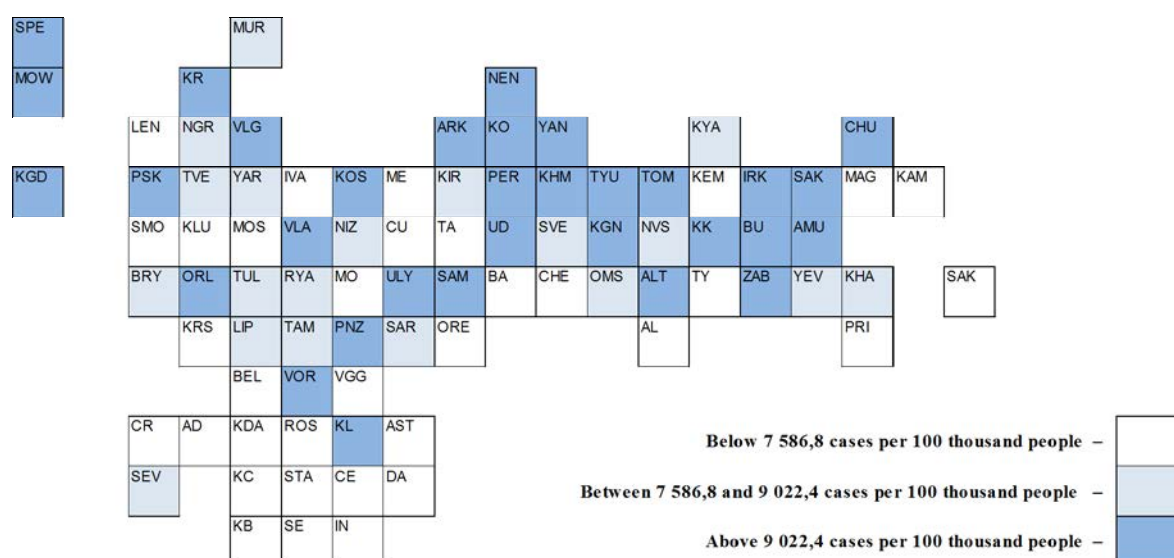 SPE MUR
MOW KR NEN
LEN NGR VLG ARK KO YAN KYA CHU
KGD PSK TVE YAR IVA KOS ME KIR PER KHM TYU TOM KEM IRK SAK MAG KAM
SMO KLU MOS VLA NIZ CU TA UD SVE KGN NVS KK BU AMU
BRY ORL TUL RYA MO ULY SAM BA CHE OMS ALT TY ZAB YEV KHA SAK
KRS LIP TAM PNZ SAR ORE AL PRI
BEL VOR VGG
CR AD KDA ROS KL AST
Below 7 586,8 cases per 100 thousand people –
SEV KC STA CE DA
Between 7 586,8 and 9 022,4 cases per 100 thousand people –
KB SE IN
Above 9 022,4 cases per 100 thousand people –